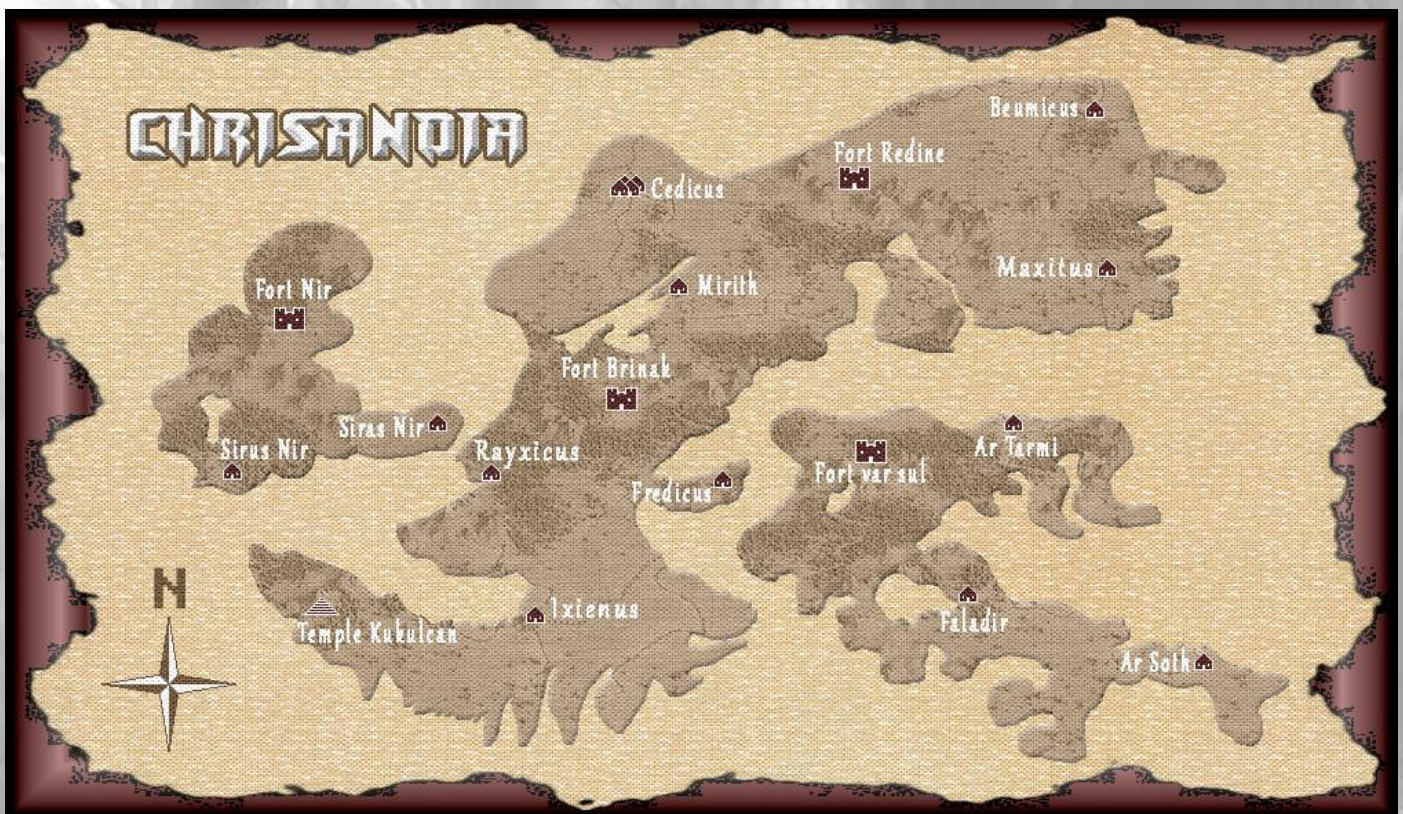 CHRISANDIA
Beumicus
Fort Redine
Cedicus
Maxitus
Mirith
Fort Nir
Fort Brinak
Siras Nir
Ar Tarmi
Sirus Nir
Rayxicus
Fort var sul
Fredicus
N
Ixienus
Faladir
Temple Kukulcan
Ar Soth